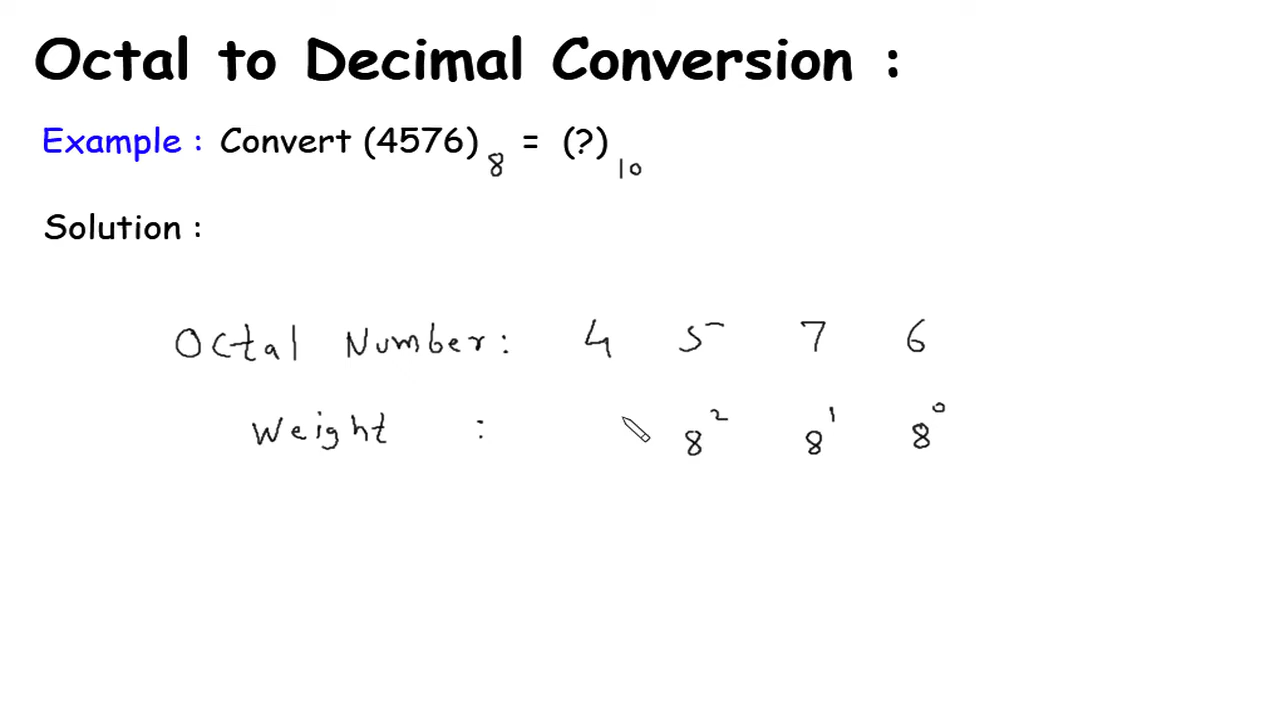 Octal to Decimal Conversion :
Example : Convert (4576)₈ = (?)₁₀
Solution :
Octal Number: 4 5 7 6
Weight : 8² 8¹ 8⁰